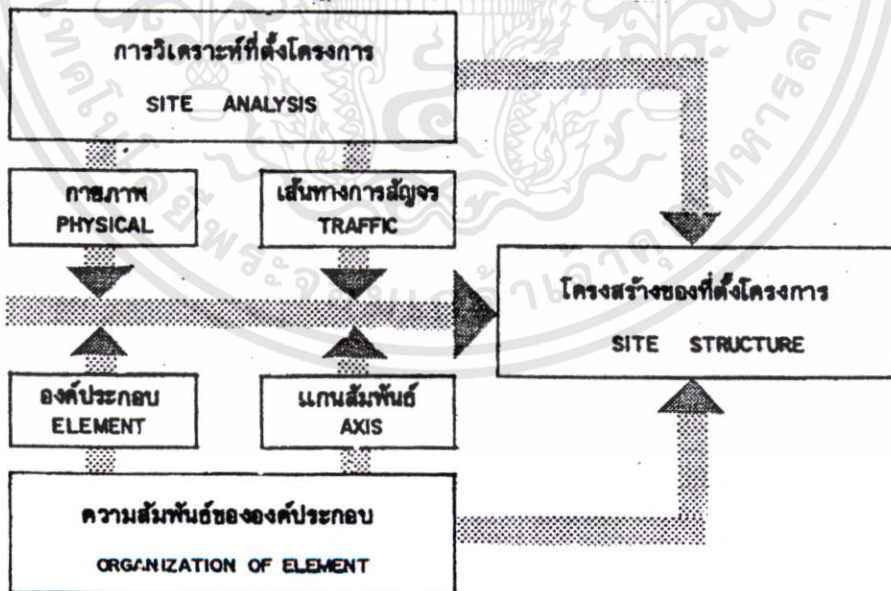 การวิเคราะห์ที่ตั้งโครงการ
SITE ANALYSIS
กายภาพ
PHYSICAL
เส้นทางการสัญจร
TRAFFIC
โครงสร้างของที่ตั้งโครงการ
SITE STRUCTURE
องค์ประกอบ
ELEMENT
แกนสัมพันธ์
AXIS
ความสัมพันธ์ขององค์ประกอบ
ORGANIZATION OF ELEMENT